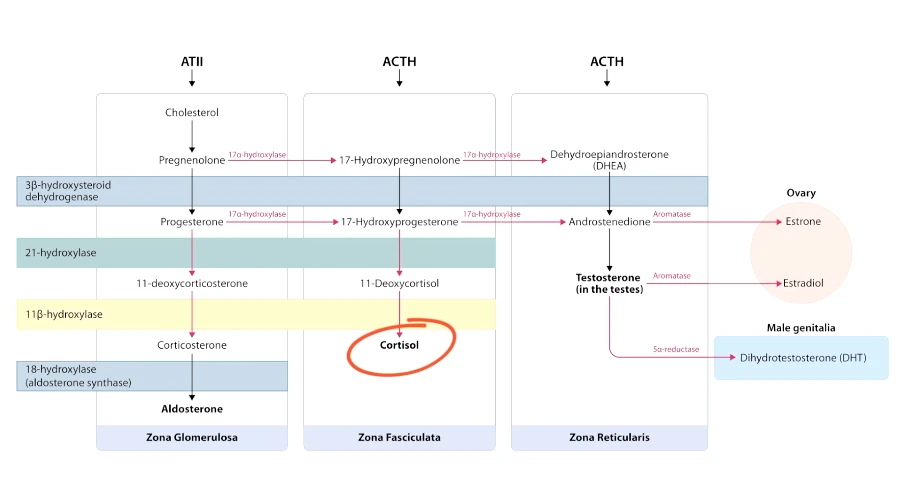 ATII
ACTH
ACTH
Cholesterol
Pregnenolone
17α-hydroxylase
17-Hydroxypregnenolone
17α-hydroxylase
Dehydroepiandrosterone
(DHEA)
3β-hydroxysteroid
dehydrogenase
Ovary
Progesterone
17α-hydroxylase
17-Hydroxyprogesterone
17α-hydroxylase
Androstenedione
Aromatase
Estrone
21-hydroxylase
11-deoxycorticosterone
11-Deoxycortisol
Testosterone
(in the testes)
Aromatase
Estradiol
11β-hydroxylase
Male genitalia
Corticosterone
Cortisol
5α-reductase
Dihydrotestosterone (DHT)
18-hydroxylase
(aldosterone synthase)
Aldosterone
Zona Glomerulosa
Zona Fasciculata
Zona Reticularis